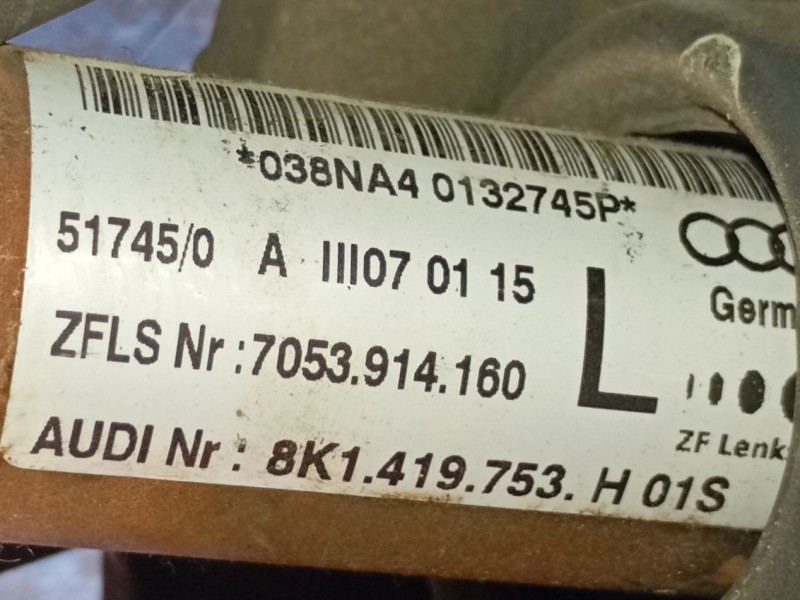 *038NA4 0132745P*
51745/0 A III07 01 15
L
ZFLS Nr:7053.914.160
AUDI Nr: 8K1.419.753. H 01S
Germ
ZF Lenk